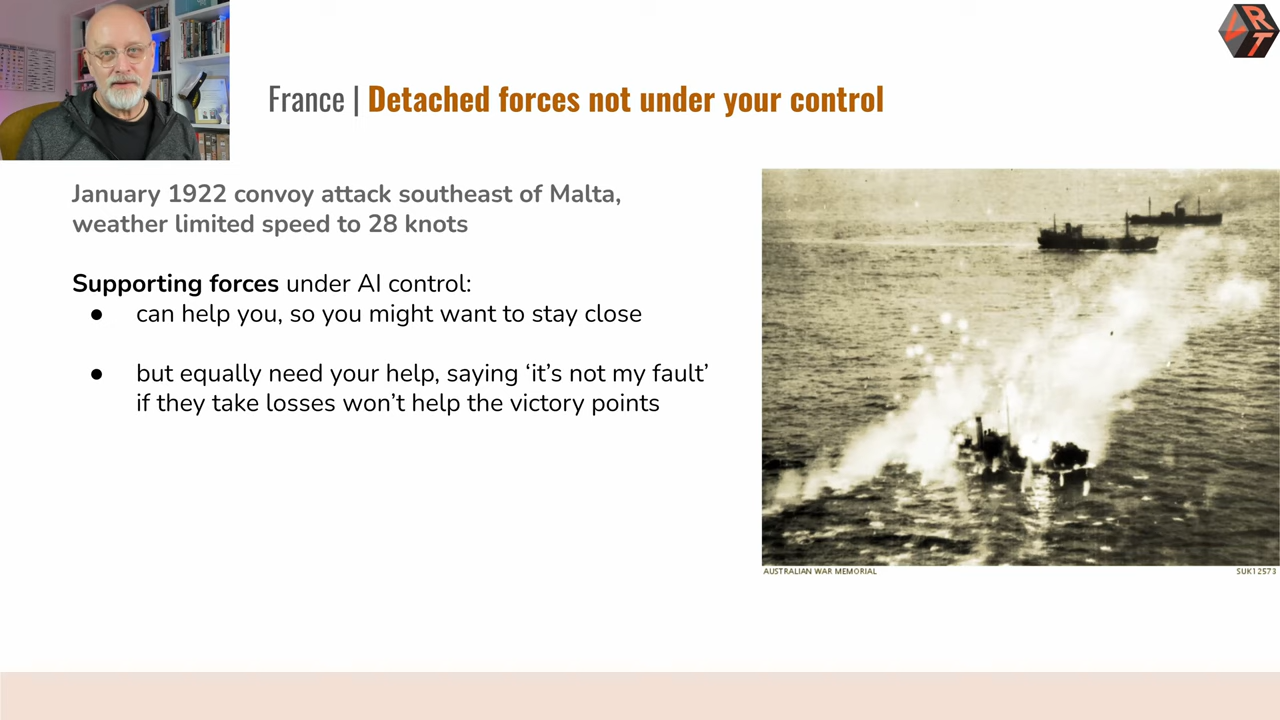 RT
France | Detached forces not under your control
January 1922 convoy attack southeast of Malta,
weather limited speed to 28 knots
Supporting forces under AI control:
● can help you, so you might want to stay close
● but equally need your help, saying ‘it’s not my fault’
if they take losses won’t help the victory points
AUSTRALIAN WAR MEMORIAL
SUK12573